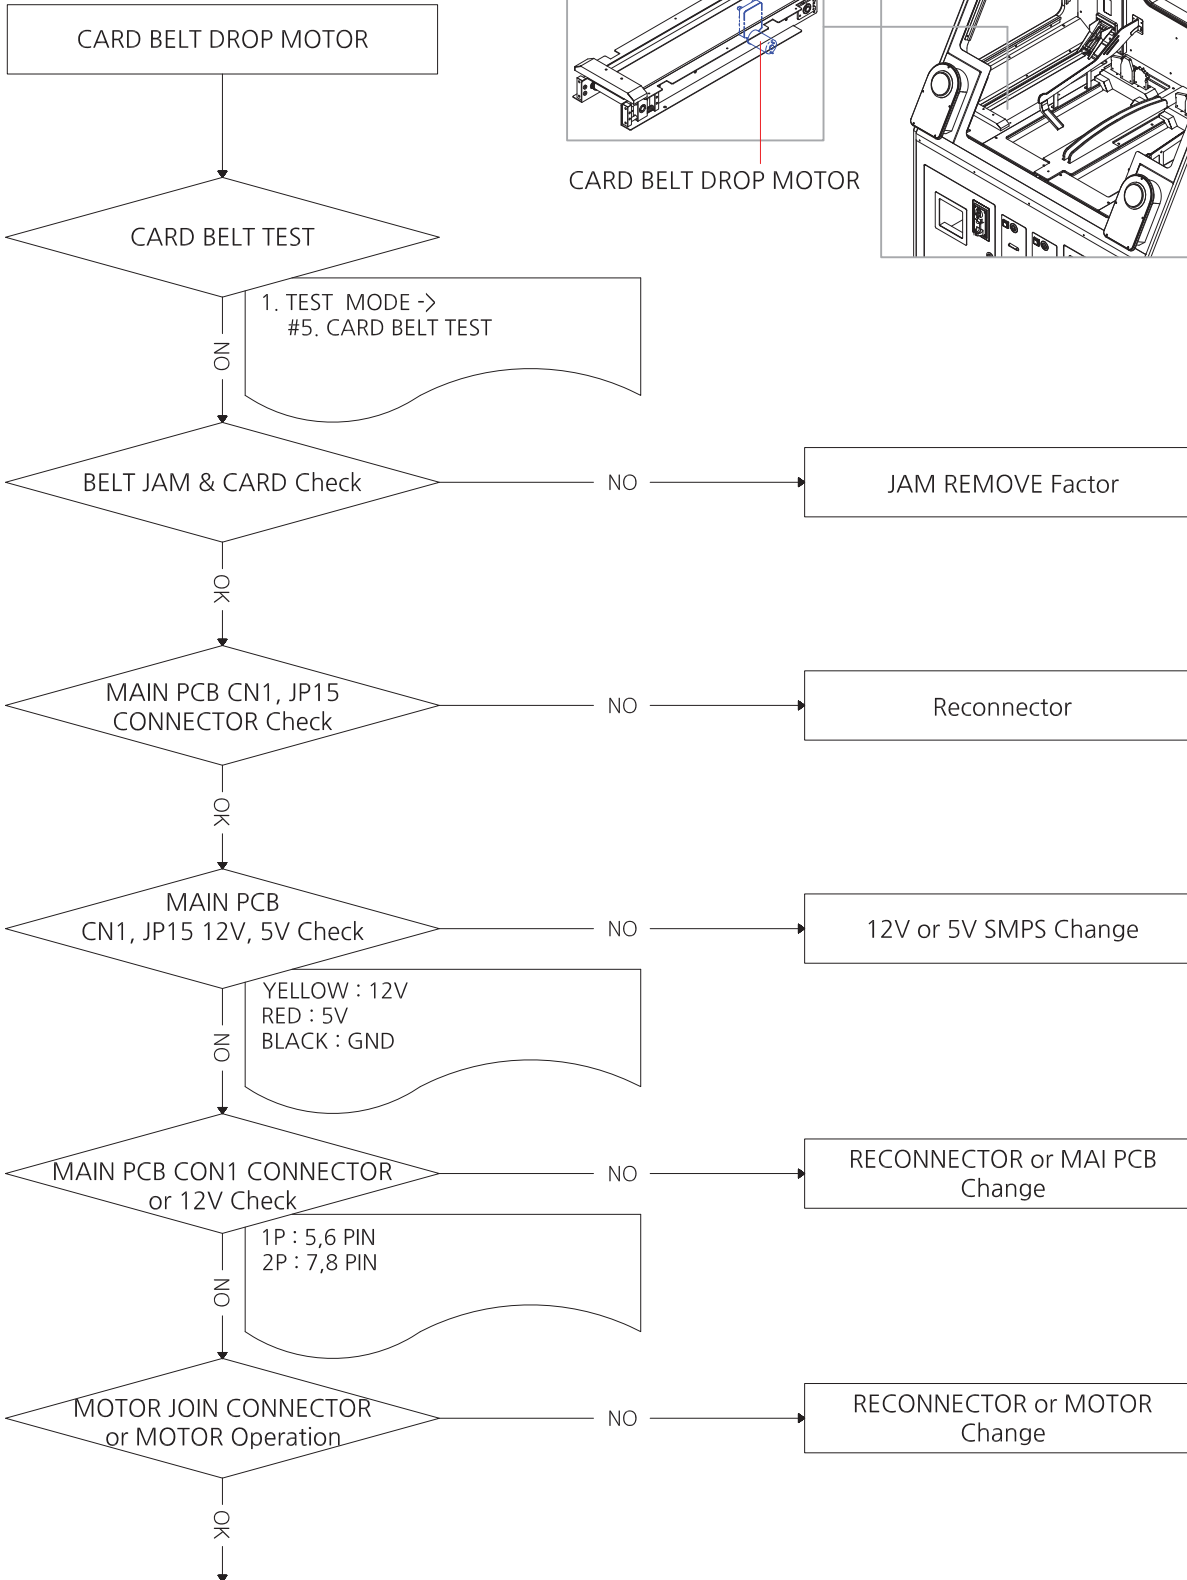 CARD BELT DROP MOTOR
CARD BELT DROP MOTOR
CARD BELT TEST
1. TEST MODE ->
#5. CARD BELT TEST
NO
BELT JAM & CARD Check
NO
JAM REMOVE Factor
OK
MAIN PCB CN1, JP15
CONNECTOR Check
NO
Reconnector
OK
MAIN PCB
CN1, JP15 12V, 5V Check
NO
12V or 5V SMPS Change
YELLOW : 12V
RED : 5V
BLACK : GND
NO
MAIN PCB CON1 CONNECTOR
or 12V Check
NO
RECONNECTOR or MAI PCB
Change
1P : 5,6 PIN
2P : 7,8 PIN
NO
MOTOR JOIN CONNECTOR
or MOTOR Operation
NO
RECONNECTOR or MOTOR
Change
OK